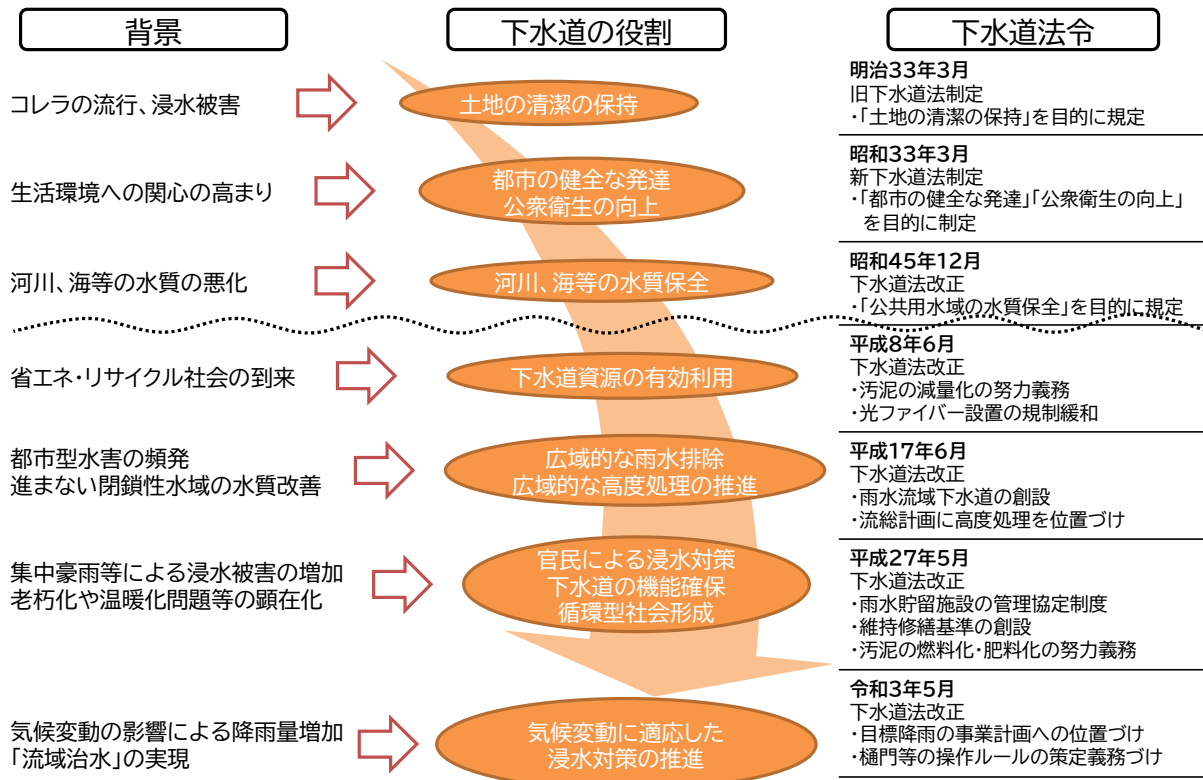 背景
下水道の役割
下水道法令
コレラの流行、浸水被害
土地の清潔の保持
明治33年3月
旧下水道法制定
・「土地の清潔の保持」を目的に規定
生活環境への関心の高まり
都市の健全な発達
公衆衛生の向上
昭和33年3月
新下水道法制定
・「都市の健全な発達」「公衆衛生の向上」
を目的に制定
河川、海等の水質の悪化
河川、海等の水質保全
昭和45年12月
下水道法改正
・「公共用水域の水質保全」を目的に規定
省エネ・リサイクル社会の到来
下水道資源の有効利用
平成8年6月
下水道法改正
・汚泥の減量化の努力義務
・光ファイバー設置の規制緩和
都市型水害の頻発
進まない閉鎖性水域の水質改善
広域的な雨水排除
広域的な高度処理の推進
平成17年6月
下水道法改正
・雨水流域下水道の創設
・流総計画に高度処理を位置づけ
集中豪雨等による浸水被害の増加
老朽化や温暖化問題等の顕在化
官民による浸水対策
下水道の機能確保
循環型社会形成
平成27年5月
下水道法改正
・雨水貯留施設の管理協定制度
・維持修繕基準の創設
・汚泥の燃料化・肥料化の努力義務
気候変動の影響による降雨量増加
「流域治水」の実現
気候変動に適応した
浸水対策の推進
令和3年5月
下水道法改正
・目標降雨の事業計画への位置づけ
・樋門等の操作ルールの策定義務づけ